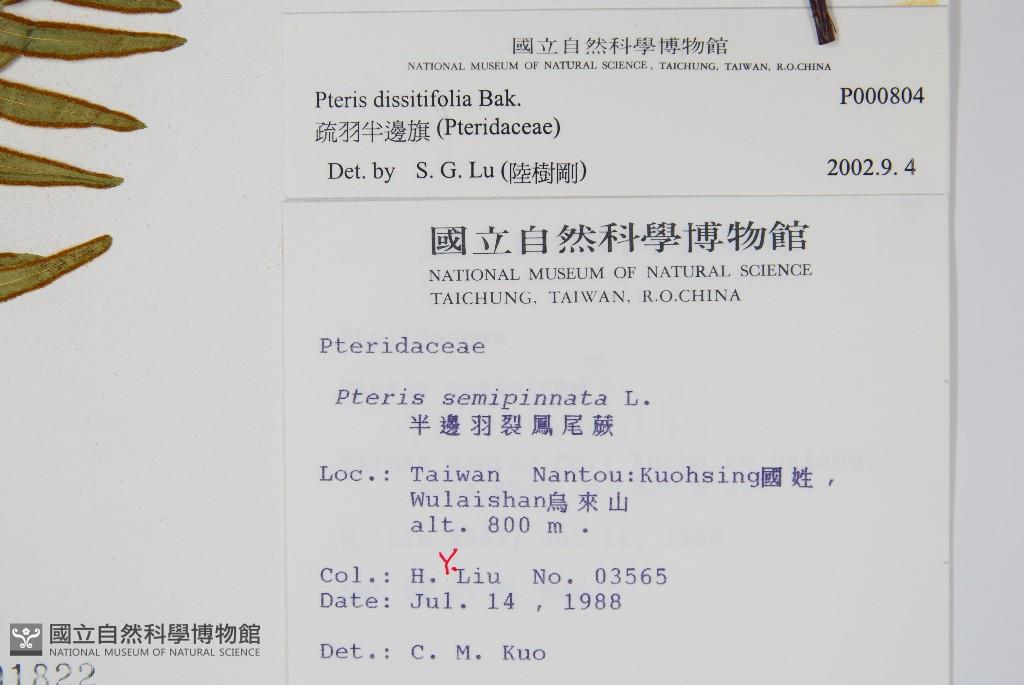 國立自然科學博物館
NATIONAL MUSEUM OF NATURAL SCIENCE, TAICHUNG, TAIWAN, R.O.CHINA
Pteris dissitifolia Bak. P000804
疏羽半邊旗 (Pteridaceae)
Det. by S. G. Lu (陸樹剛) 2002.9. 4
國立自然科學博物館
NATIONAL MUSEUM OF NATURAL SCIENCE
TAICHUNG, TAIWAN, R.O.CHINA
Pteridaceae
Pteris semipinnata L.
半邊羽裂鳳尾蕨
Loc.: Taiwan Nantou:Kuohsing國姓,
Wulaishan烏來山
alt. 800 m .
Col.: H. Y. Liu No. 03565
Date: Jul. 14 , 1988
Det.: C. M. Kuo
國立自然科學博物館
NATIONAL MUSEUM OF NATURAL SCIENCE
1822